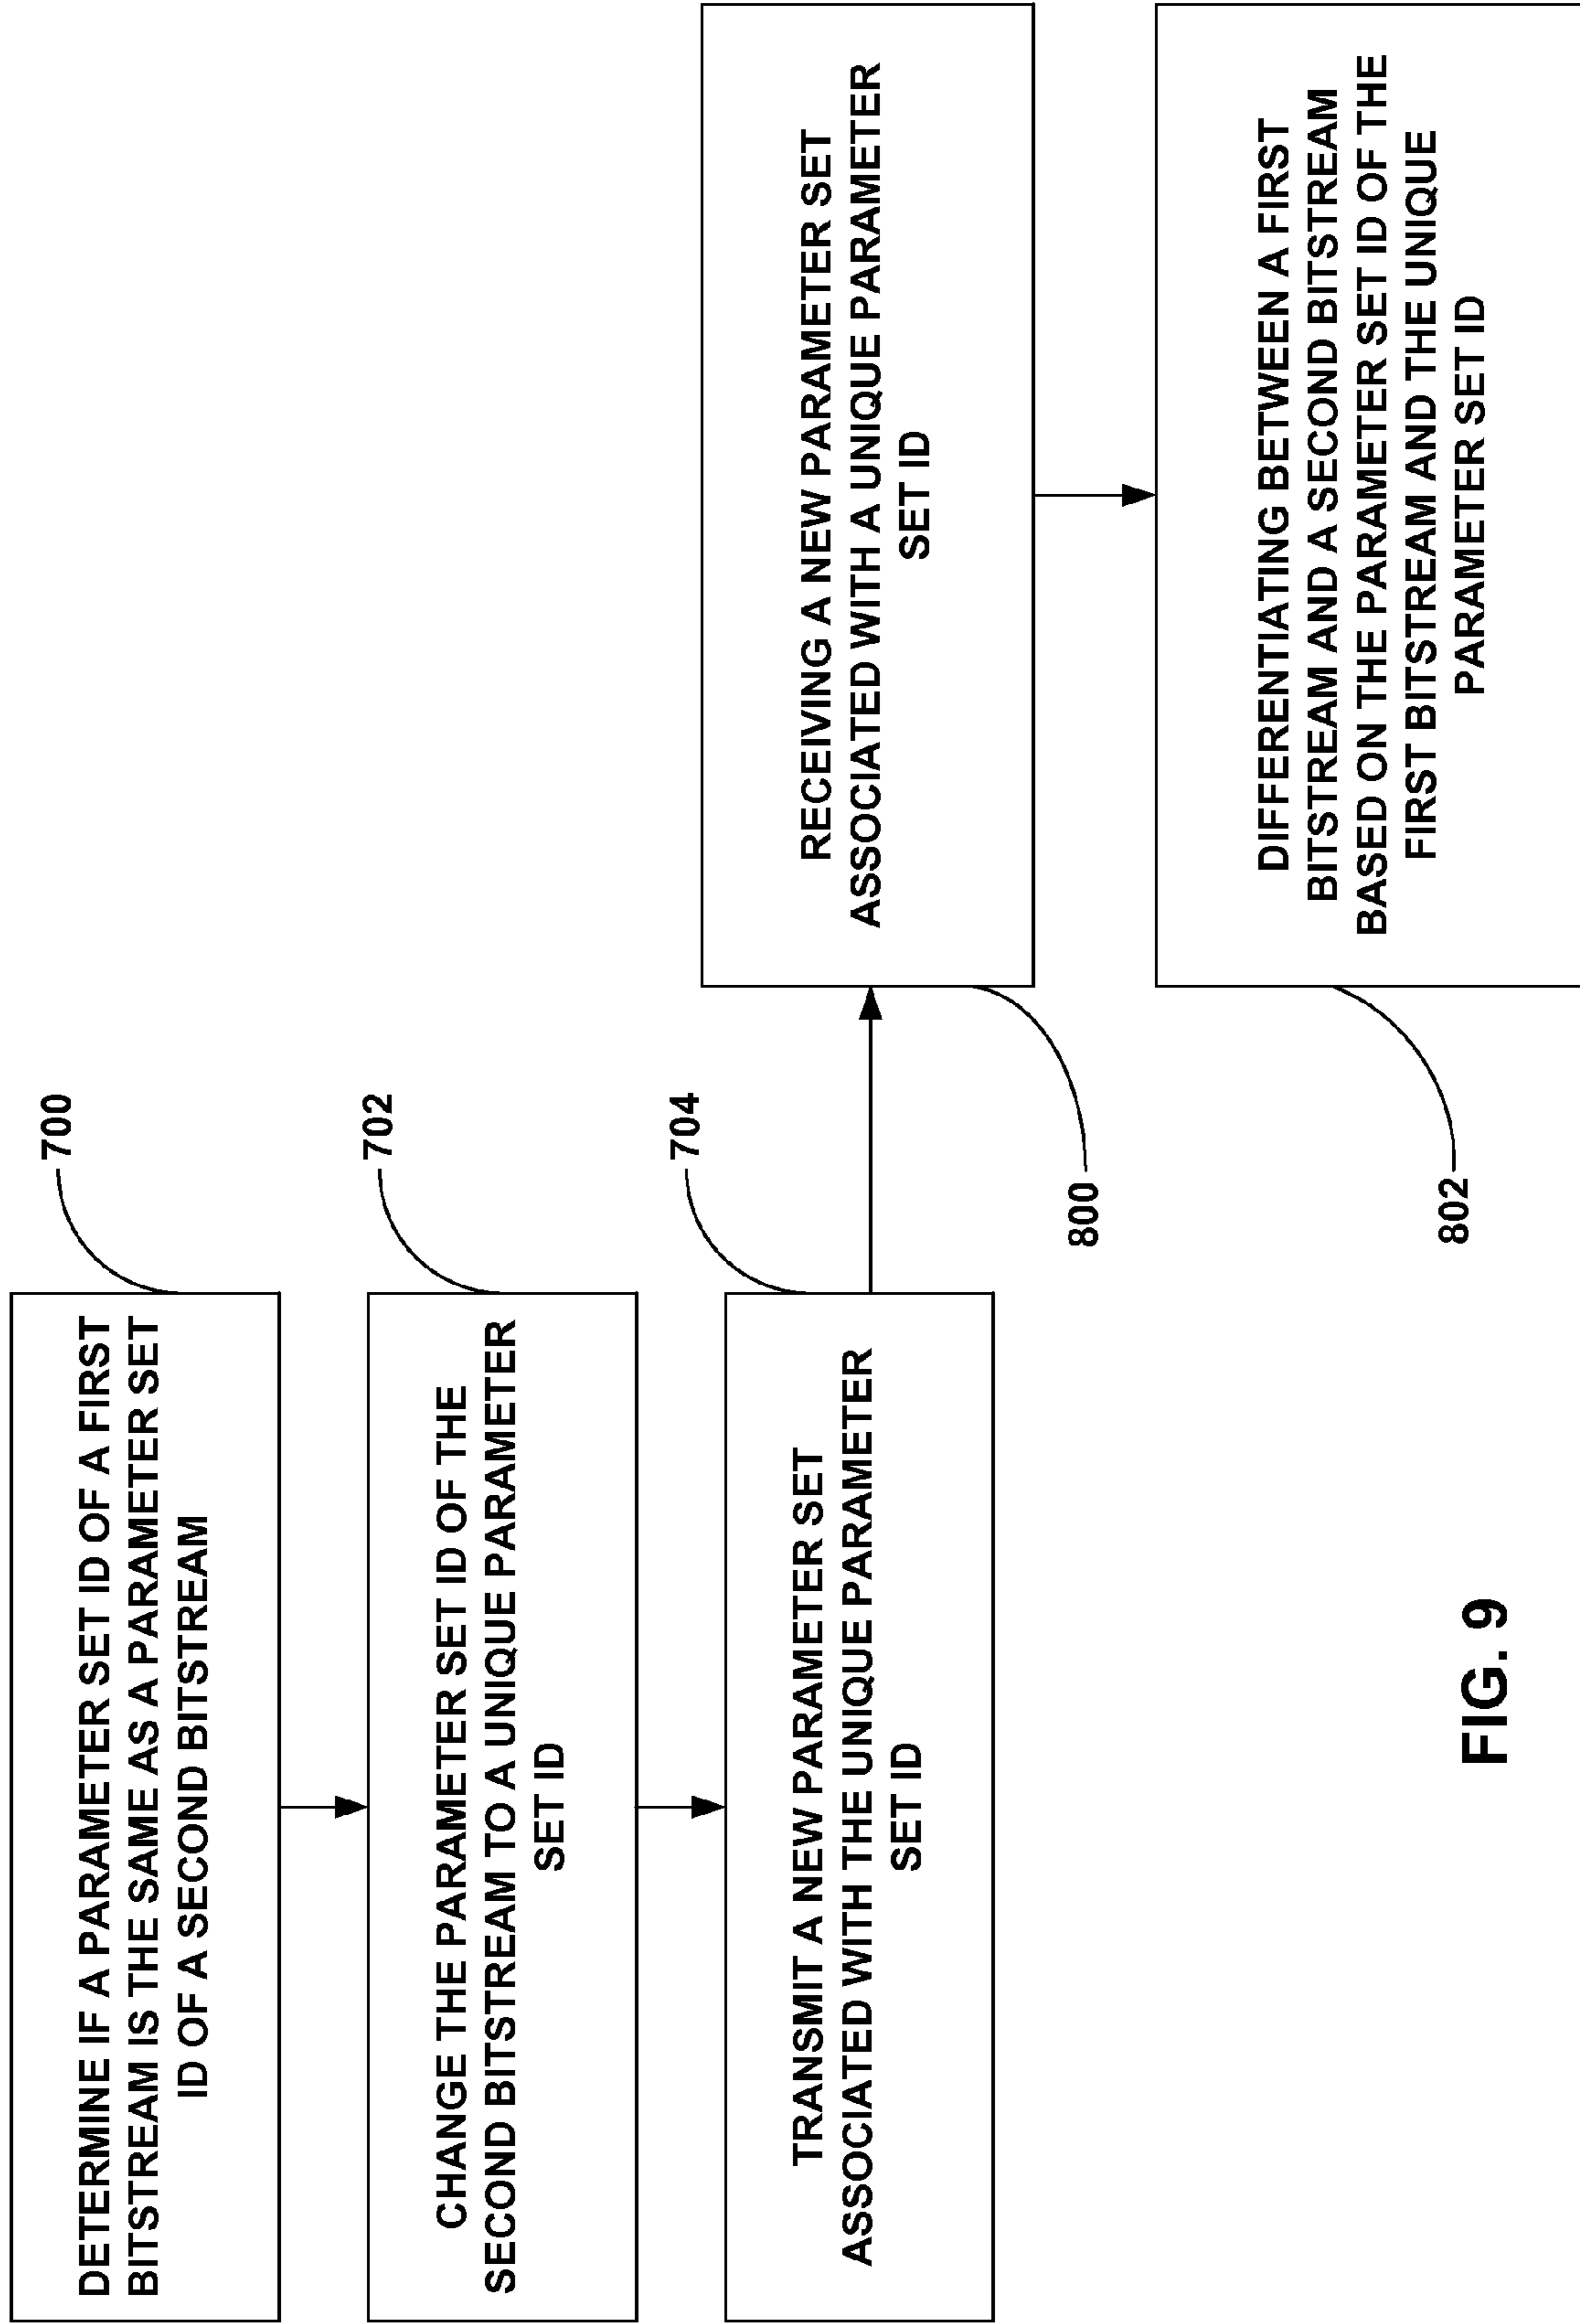 DETERMINE IF A PARAMETER SET ID OF A FIRST
BITSTREAM IS THE SAME AS A PARAMETER SET
ID OF A SECOND BITSTREAM
700
CHANGE THE PARAMETER SET ID OF THE
SECOND BITSTREAM TO A UNIQUE PARAMETER
SET ID
702
TRANSMIT A NEW PARAMETER SET
ASSOCIATED WITH THE UNIQUE PARAMETER
SET ID
704
RECEIVING A NEW PARAMETER SET
ASSOCIATED WITH A UNIQUE PARAMETER
SET ID
800
DIFFERENTIATING BETWEEN A FIRST
BITSTREAM AND A SECOND BITSTREAM
BASED ON THE PARAMETER SET ID OF THE
FIRST BITSTREAM AND THE UNIQUE
PARAMETER SET ID
802
FIG. 9